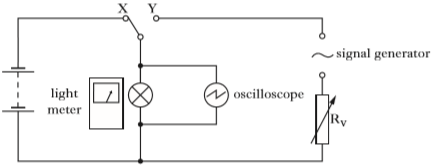 X Y
signal generator
light
meter
oscilloscope
Rv